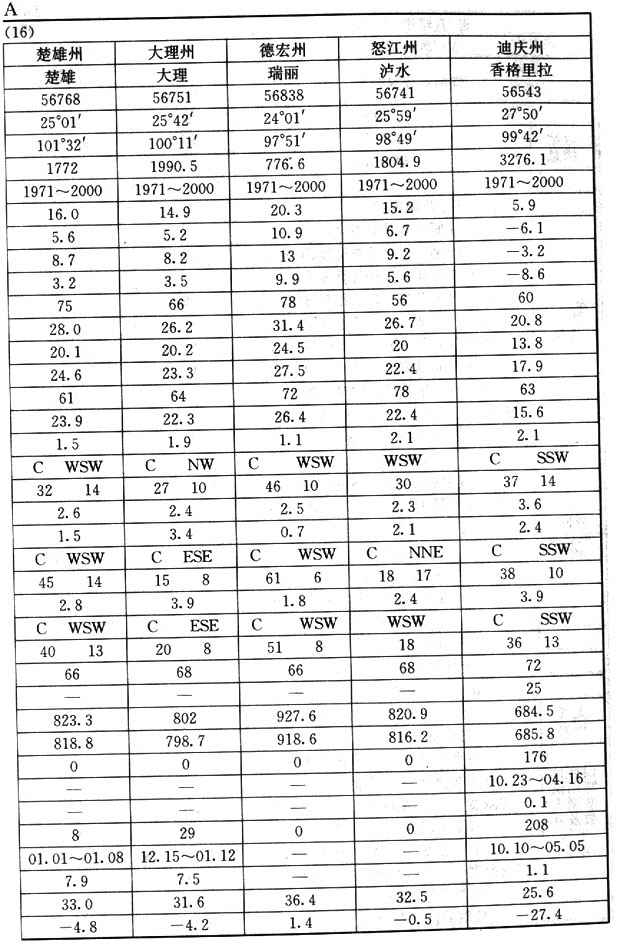 A
(16)
楚雄州 大理州 德宏州 怒江州 迪庆州
楚雄 大理 瑞丽 泸水 香格里拉
56768 56751 56838 56741 56543
25°01′ 25°42′ 24°01′ 25°59′ 27°50′
101°32′ 100°11′ 97°51′ 98°49′ 99°42′
1772 1990.5 776.6 1804.9 3276.1
1971~2000 1971~2000 1971~2000 1971~2000 1971~2000
16.0 14.9 20.3 15.2 5.9
5.6 5.2 10.9 6.7 −6.1
8.7 8.2 13 9.2 −3.2
3.2 3.5 9.9 5.6 −8.6
75 66 78 56 60
28.0 26.2 31.4 26.7 20.8
20.1 20.2 24.5 20 13.8
24.6 23.3 27.5 22.4 17.9
61 64 72 78 63
23.9 22.3 26.4 22.4 15.6
1.5 1.9 1.1 2.1 2.1
C WSW C NW C WSW WSW C SSW
32 14 27 10 46 10 30 37 14
2.6 2.4 2.5 2.3 3.6
1.5 3.4 0.7 2.1 2.4
C WSW C ESE C WSW C NNE C SSW
45 14 15 8 61 6 18 17 38 10
2.8 3.9 1.8 2.4 3.9
C WSW C ESE C WSW WSW C SSW
40 13 20 8 51 8 18 36 13
66 68 66 68 72
— — — — 25
823.3 802 927.6 820.9 684.5
818.8 798.7 918.6 816.2 685.8
0 0 0 0 176
— — — — 10.23~04.16
— — — — 0.1
8 29 0 0 208
01.01~01.08 12.15~01.12 — — 10.10~05.05
7.9 7.5 — — 1.1
33.0 31.6 36.4 32.5 25.6
−4.8 −4.2 1.4 −0.5 −27.4